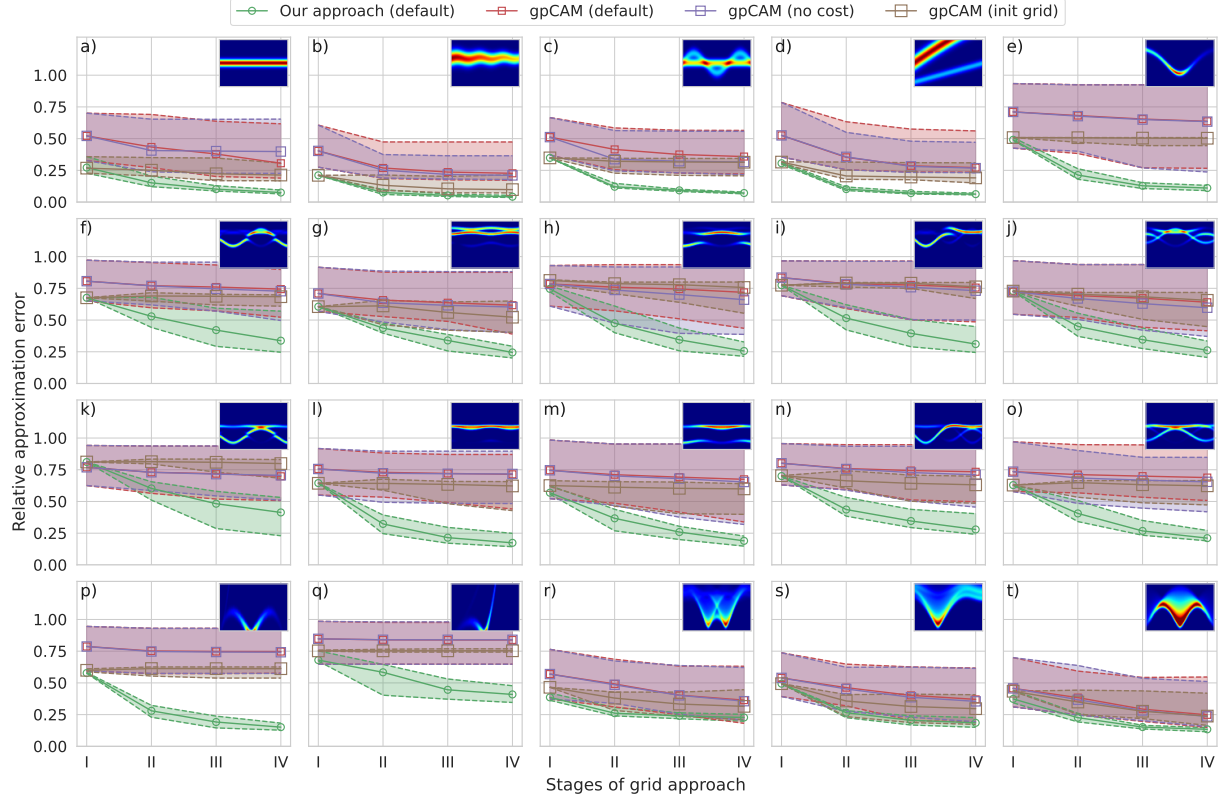 Our approach (default) gpCAM (default) gpCAM (no cost) gpCAM (init grid)
a) b) c) d) e)
1.00
0.75
0.50
0.25
0.00
f) g) h) i) j)
1.00
0.75
0.50
0.25
0.00
Relative approximation error
k) l) m) n) o)
1.00
0.75
0.50
0.25
0.00
p) q) r) s) t)
1.00
0.75
0.50
0.25
0.00
I II III IV I II III IV I II III IV I II III IV I II III IV
Stages of grid approach